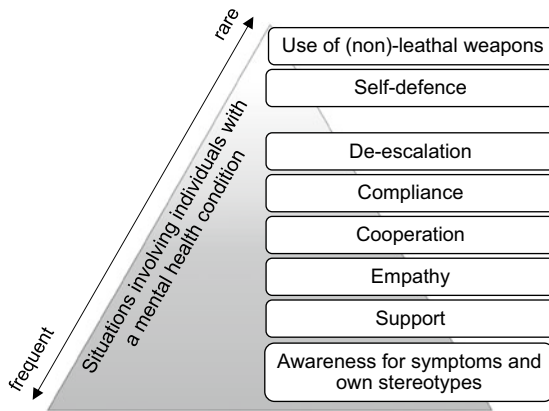 rare
Situations involving individuals with
a mental health condition
frequent
Use of (non)-leathal weapons
Self-defence
De-escalation
Compliance
Cooperation
Empathy
Support
Awareness for symptoms and
own stereotypes